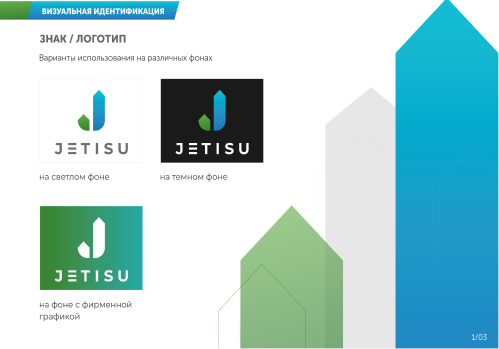 ВИЗУАЛЬНАЯ ИДЕНТИФИКАЦИЯ
ЗНАК / ЛОГОТИП
Варианты использования на различных фонах
JETISU
JETISU
на светлом фоне
на темном фоне
JETISU
на фоне с фирменной
графикой
1/03